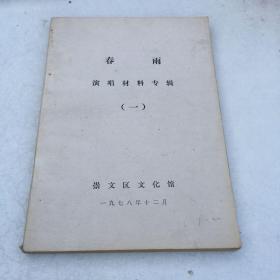 春雨
演唱材料专辑
（一）
崇文区文化馆
一九七八年十二月